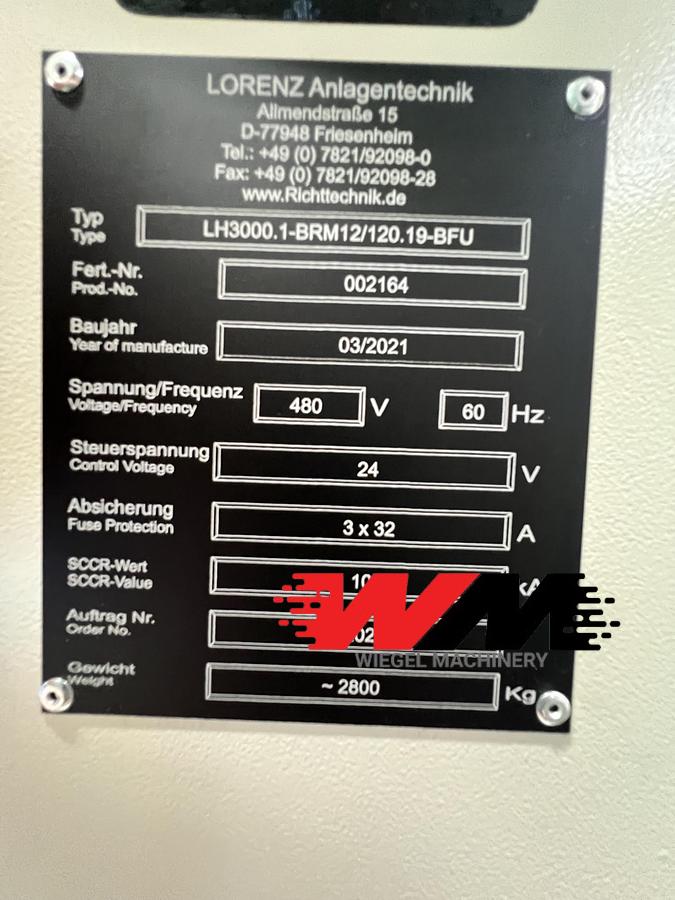 LORENZ Anlagentechnik
Allmendstraße 15
D-77948 Friesenheim
Tel.: +49 (0) 7821/92098-0
Fax: +49 (0) 7821/92098-28
www.Richttechnik.de
Typ
Type
LH3000.1-BRM12/120.19-BFU
Fert.-Nr.
Prod.-No.
002164
Baujahr
Year of manufacture
03/2021
Spannung/Frequenz
Voltage/Frequency
480 V 60 Hz
Steuerspannung
Control Voltage
24 V
Absicherung
Fuse Protection
3 x 32 A
SCCR-Wert
SCCR-Value
kA
Auftrag Nr.
Order No.
WM
WIEGEL MACHINERY
Gewicht
Weight
~ 2800 Kg